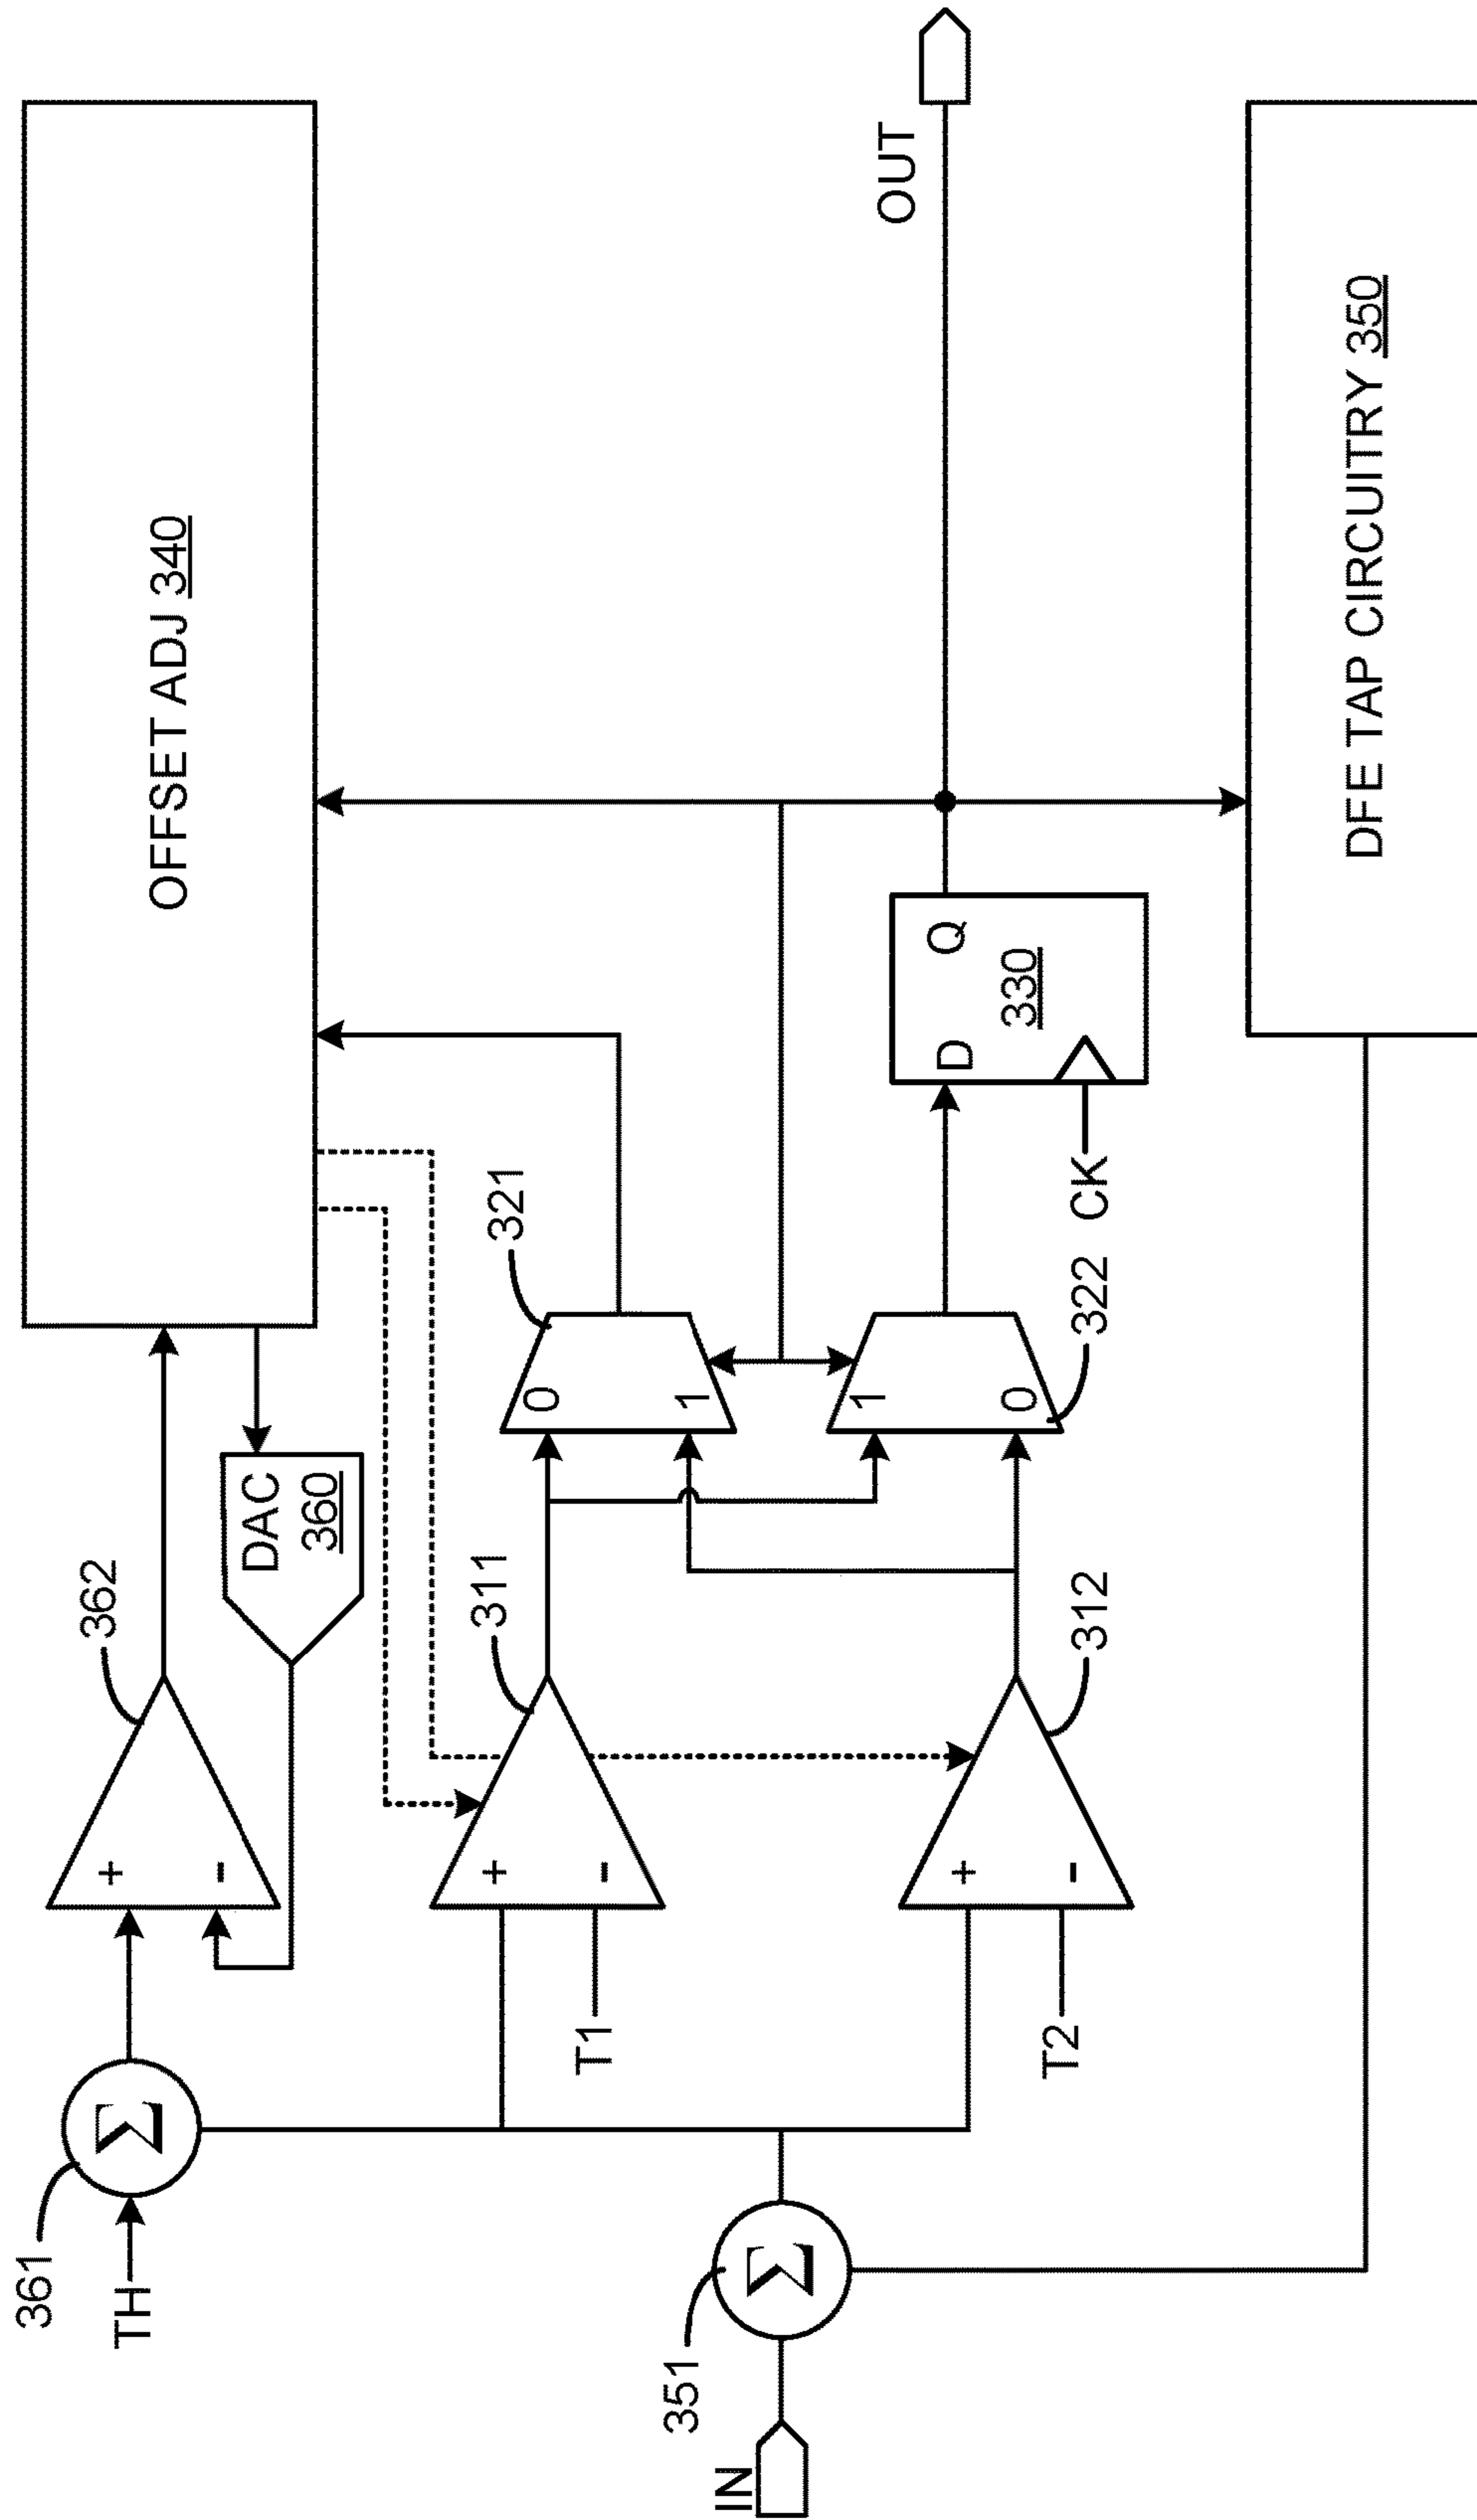 OFFSET ADJ 340
361
TH
Σ
+
-
362
DAC
360
321
0
1
311
+
-
T1
351
IN
Σ
1
0
322
D
Q
330
CK
OUT
312
+
-
T2
DFE TAP CIRCUITRY 350